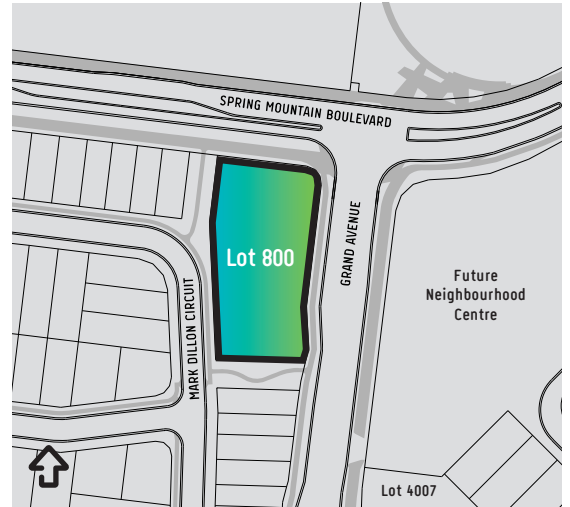 SPRING MOUNTAIN BOULEVARD
Lot 800
GRAND AVENUE
MARK DILLON CIRCUIT
Future
Neighbourhood
Centre
Lot 4007